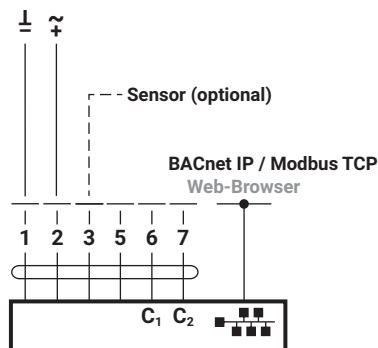 ⊥ ~
– +
Sensor (optional)
BACnet IP / Modbus TCP
Web-Browser
1 2 3 5 6 7
C₁ C₂